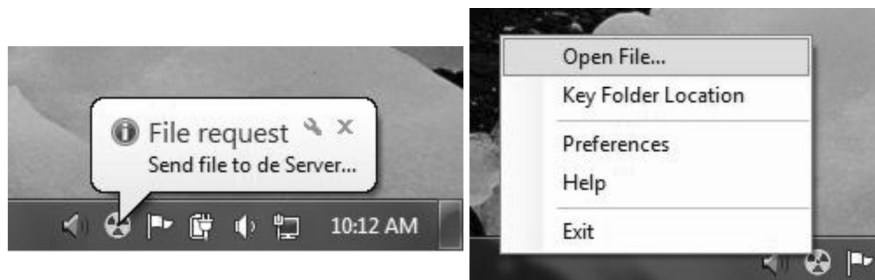 File request
Send file to de Server...
10:12 AM
Open File...
Key Folder Location
Preferences
Help
Exit